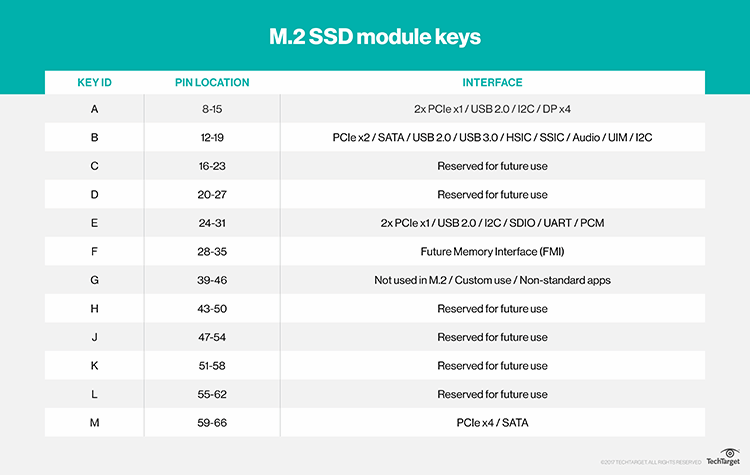 M.2 SSD module keys
KEY ID PIN LOCATION INTERFACE
A 8-15 2x PCIe x1 / USB 2.0 / I2C / DP x4
B 12-19 PCIe x2 / SATA / USB 2.0 / USB 3.0 / HSIC / SSIC / Audio / UIM / I2C
C 16-23 Reserved for future use
D 20-27 Reserved for future use
E 24-31 2x PCIe x1 / USB 2.0 / I2C / SDIO / UART / PCM
F 28-35 Future Memory Interface (FMI)
G 39-46 Not used in M.2 / Custom use / Non-standard apps
H 43-50 Reserved for future use
J 47-54 Reserved for future use
K 51-58 Reserved for future use
L 55-62 Reserved for future use
M 59-66 PCIe x4 / SATA
©2017 TECHTARGET. ALL RIGHTS RESERVED TechTarget